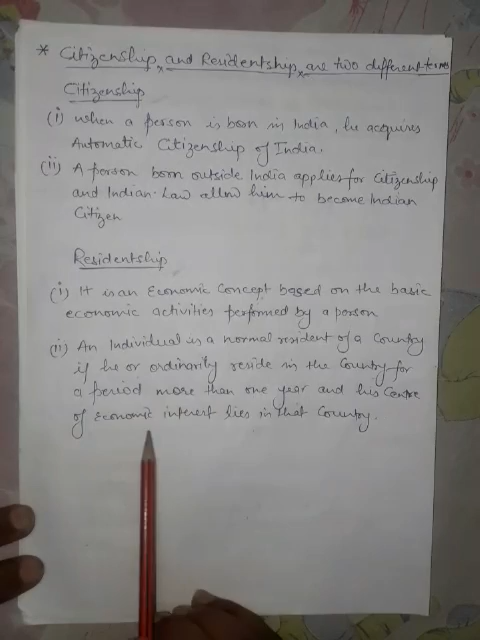 * Citizenship and Residentship are two different terms
Citizenship
(i) when a person is born in India, he acquires
Automatic Citizenship of India.
(ii) A person born outside India applies for Citizenship
and Indian Law allow him to become Indian
Citizen
Residentship
(i) It is an Economic Concept based on the basic
economic activities performed by a person
(ii) An Individual is a normal resident of a Country
if he or ordinarily reside in the Country for
a period more than one year and his Centre
of Economic interest lies in that Country.